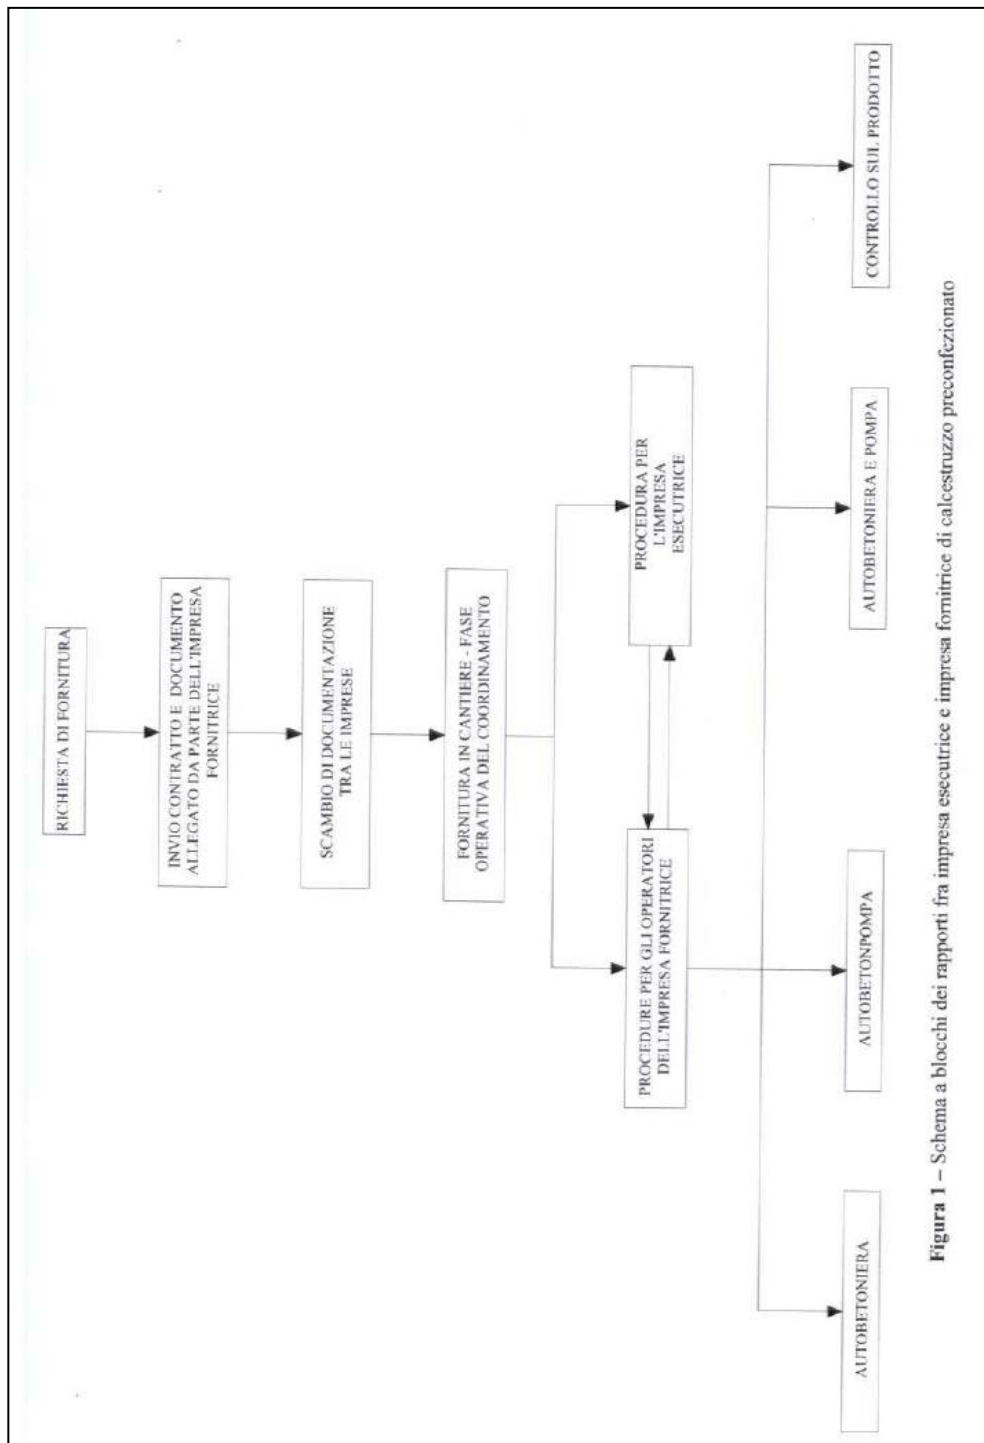 RICHIESTA DI FORNITURA
INVIO CONTRATTO E DOCUMENTO
ALLEGATO DA PARTE DELL'IMPRESA
FORNITRICE
SCAMBIO DI DOCUMENTAZIONE
TRA LE IMPRESE
FORNITURA IN CANTIERE - FASE
OPERATIVA DEL COORDINAMENTO
PROCEDURE PER GLI OPERATORI
DELL'IMPRESA FORNITRICE
PROCEDURA PER
L'IMPRESA
ESECUTRICE
AUTOBETONIERA
AUTOBETONPOMPA
AUTOBETONIERA E POMPA
CONTROLLO SUL PRODOTTO
Figura 1 – Schema a blocchi dei rapporti fra impresa esecutrice e impresa fornitrice di calcestruzzo preconfezionato